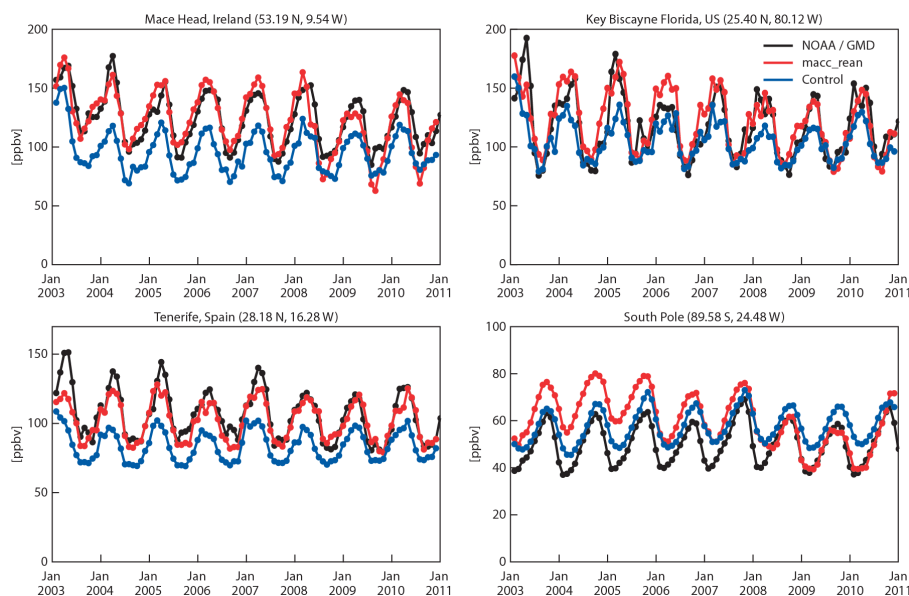 Mace Head, Ireland (53.19 N, 9.54 W)
200
150
100
50
0
[ppbv]
Jan Jan Jan Jan Jan Jan Jan Jan Jan
2003 2004 2005 2006 2007 2008 2009 2010 2011
Key Biscayne Florida, US (25.40 N, 80.12 W)
NOAA / GMD
macc_rean
Control
200
150
100
50
0
[ppbv]
Jan Jan Jan Jan Jan Jan Jan Jan Jan
2003 2004 2005 2006 2007 2008 2009 2010 2011
Tenerife, Spain (28.18 N, 16.28 W)
150
100
50
0
[ppbv]
Jan Jan Jan Jan Jan Jan Jan Jan Jan
2003 2004 2005 2006 2007 2008 2009 2010 2011
South Pole (89.58 S, 24.48 W)
100
80
60
40
20
0
[ppbv]
Jan Jan Jan Jan Jan Jan Jan Jan Jan
2003 2004 2005 2006 2007 2008 2009 2010 2011